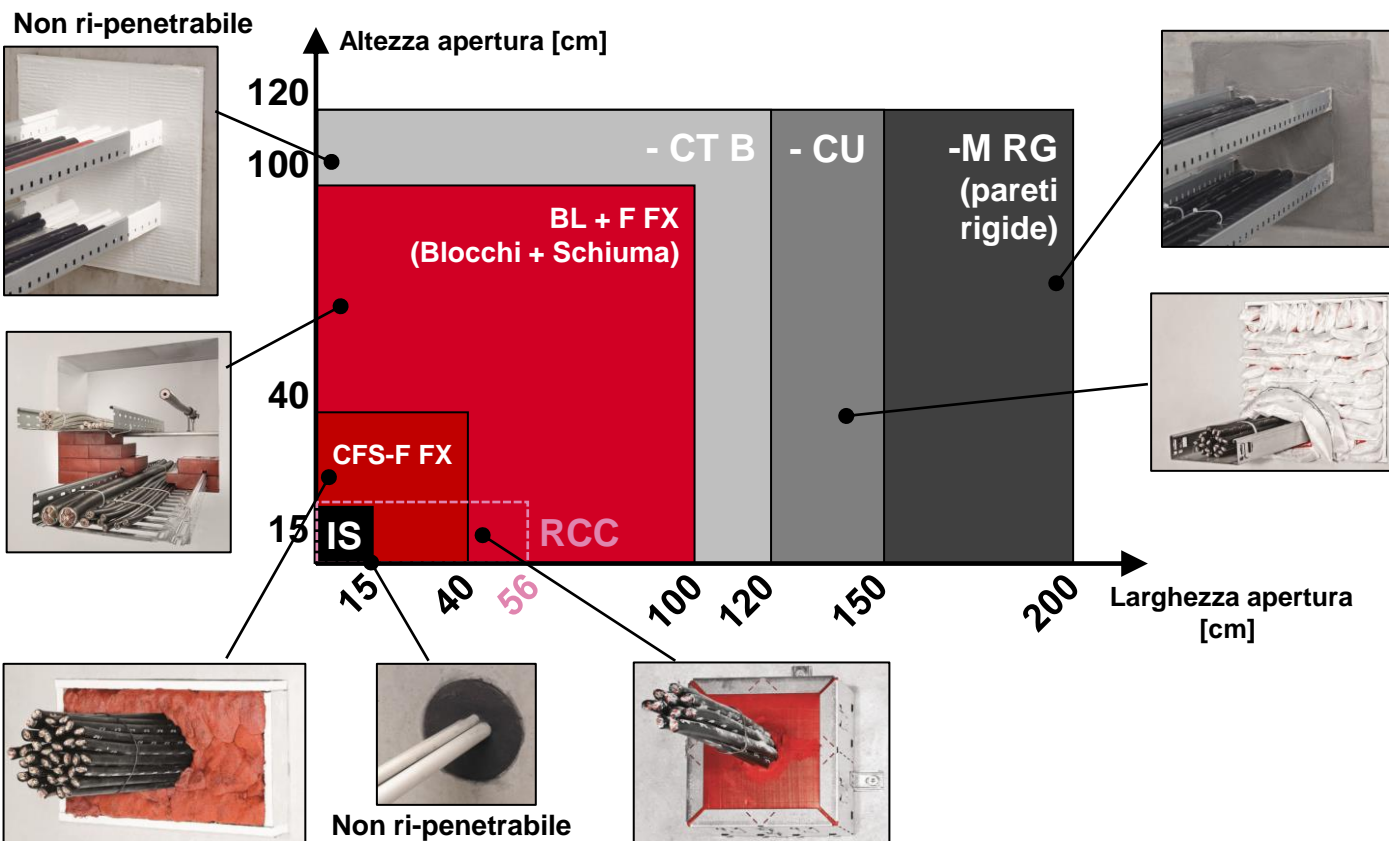 Non ri-penetrabile
Altezza apertura [cm]
120
100
40
15
- CT B
- CU
-M RG
(pareti
rigide)
BL + F FX
(Blocchi + Schiuma)
CFS-F FX
IS
RCC
15
40
56
100
120
150
200
Larghezza apertura
[cm]
Non ri-penetrabile